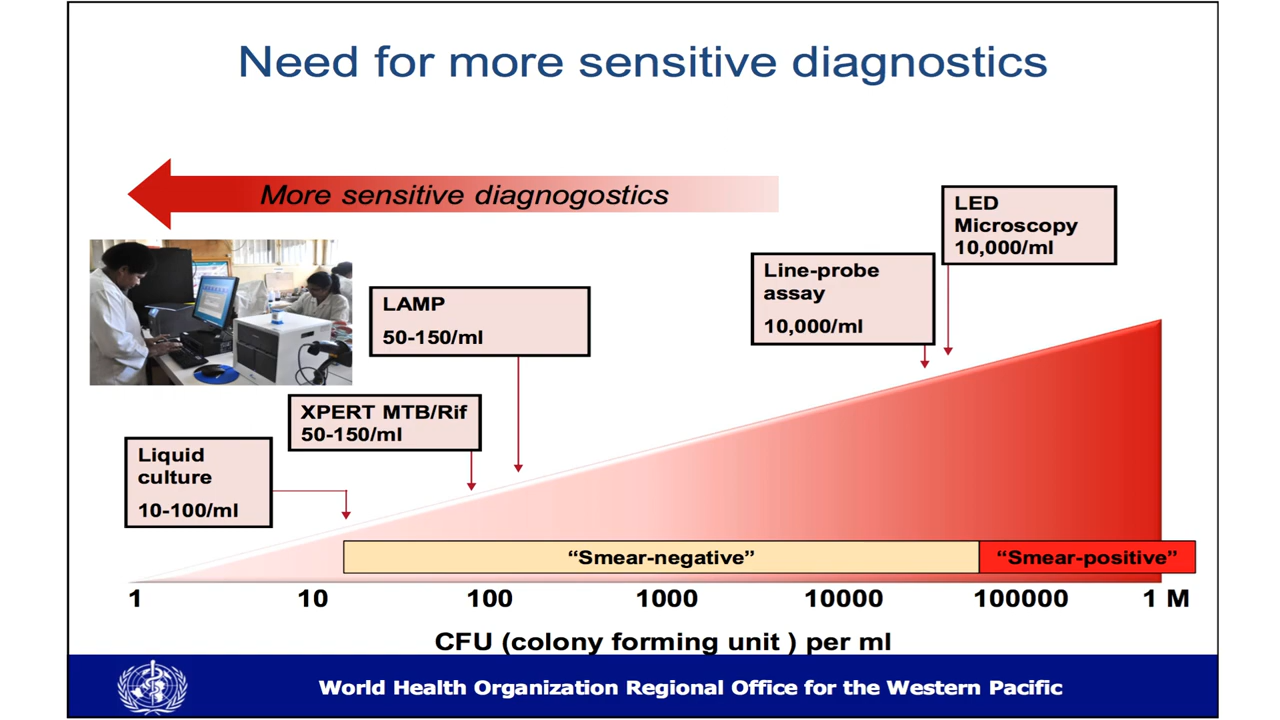 Need for more sensitive diagnostics
More sensitive diagnogostics
LED
Microscopy
10,000/ml
Line-probe
assay
10,000/ml
LAMP
50-150/ml
XPERT MTB/Rif
50-150/ml
Liquid
culture
10-100/ml
“Smear-negative”
“Smear-positive”
1 10 100 1000 10000 100000 1 M
CFU (colony forming unit ) per ml
World Health Organization Regional Office for the Western Pacific